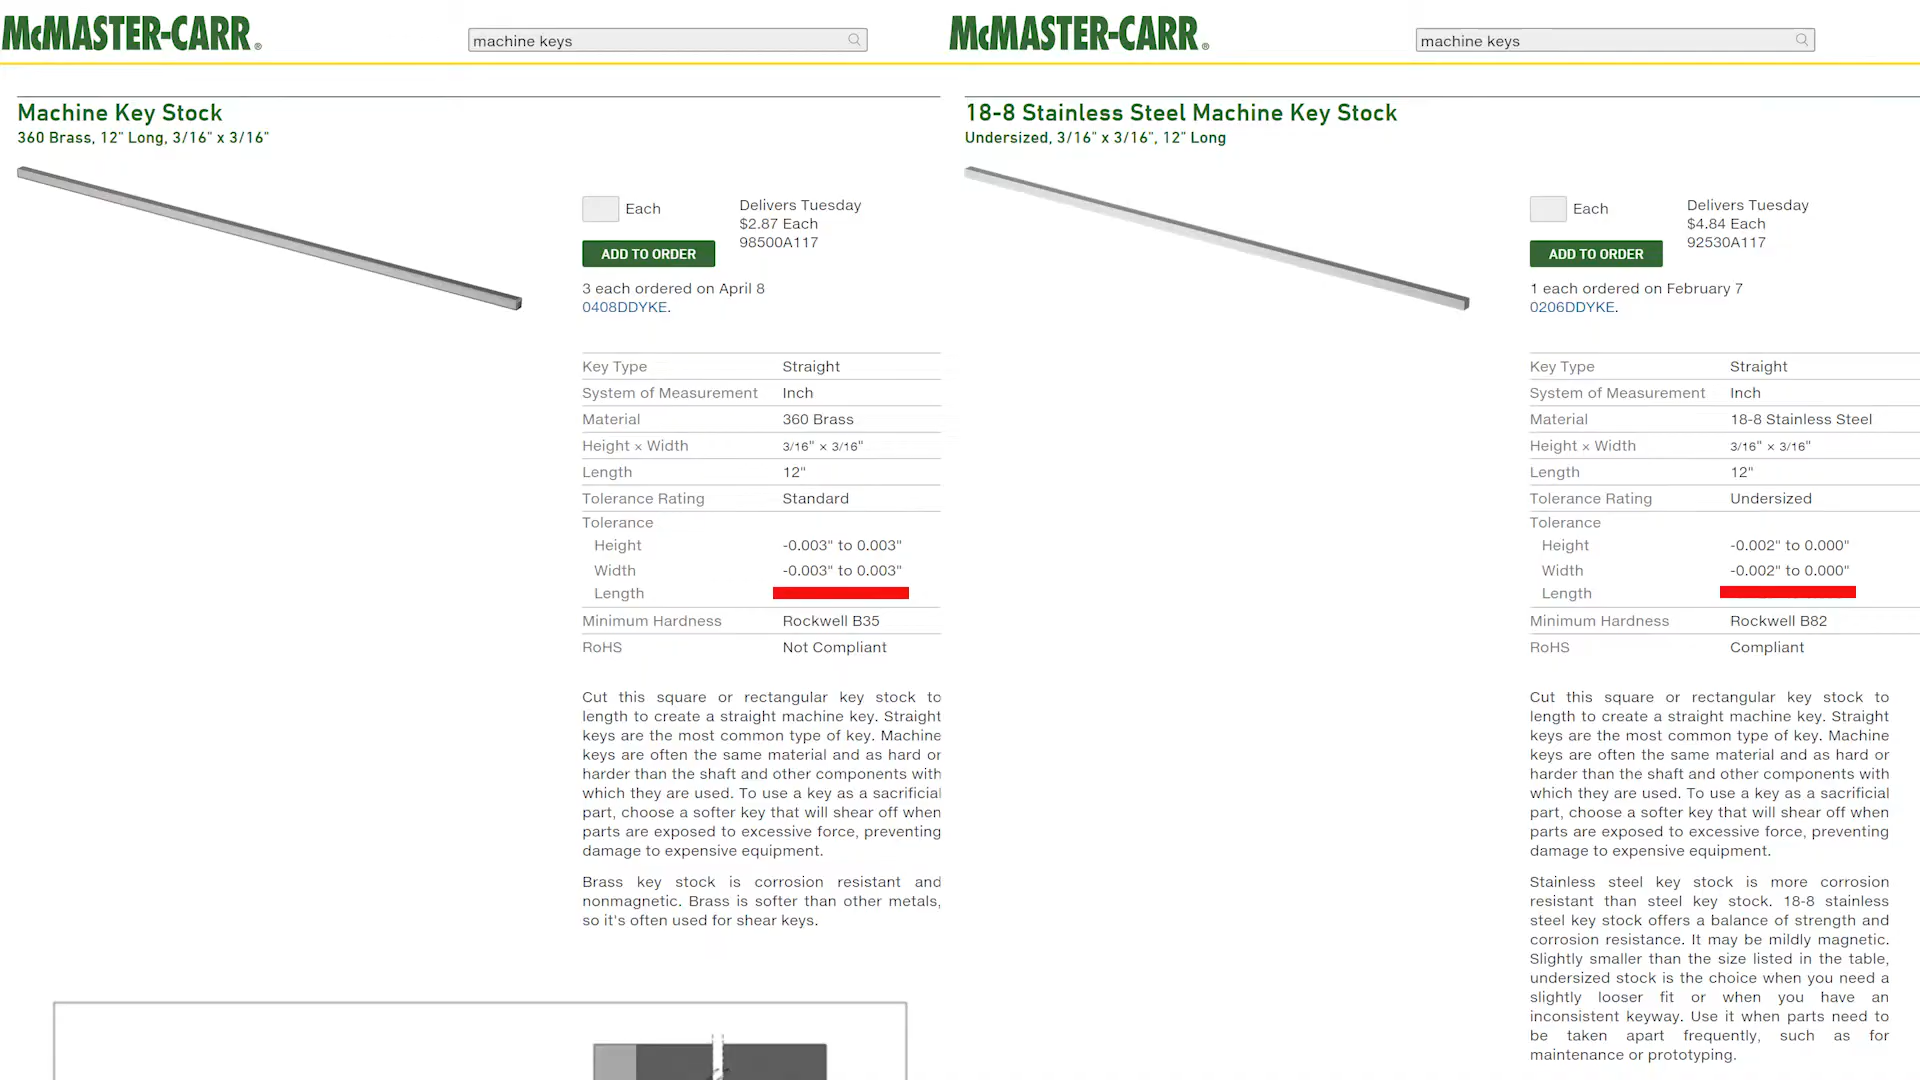 McMASTER-CARR®
machine keys
Machine Key Stock
360 Brass, 12" Long, 3/16" x 3/16"
Each
ADD TO ORDER
Delivers Tuesday
$2.87 Each
98500A117
3 each ordered on April 8
0408DDYKE.
Key Type Straight
System of Measurement Inch
Material 360 Brass
Height × Width 3/16" × 3/16"
Length 12"
Tolerance Rating Standard
Tolerance
Height -0.003" to 0.003"
Width -0.003" to 0.003"
Length
Minimum Hardness Rockwell B35
RoHS Not Compliant
Cut this square or rectangular key stock to
length to create a straight machine key. Straight
keys are the most common type of key. Machine
keys are often the same material and as hard or
harder than the shaft and other components with
which they are used. To use a key as a sacrificial
part, choose a softer key that will shear off when
parts are exposed to excessive force, preventing
damage to expensive equipment.
Brass key stock is corrosion resistant and
nonmagnetic. Brass is softer than other metals,
so it's often used for shear keys.
McMASTER-CARR®
machine keys
18-8 Stainless Steel Machine Key Stock
Undersized, 3/16" x 3/16", 12" Long
Each
ADD TO ORDER
Delivers Tuesday
$4.84 Each
92530A117
1 each ordered on February 7
0206DDYKE.
Key Type Straight
System of Measurement Inch
Material 18-8 Stainless Steel
Height × Width 3/16" × 3/16"
Length 12"
Tolerance Rating Undersized
Tolerance
Height -0.002" to 0.000"
Width -0.002" to 0.000"
Length
Minimum Hardness Rockwell B82
RoHS Compliant
Cut this square or rectangular key stock to
length to create a straight machine key. Straight
keys are the most common type of key. Machine
keys are often the same material and as hard or
harder than the shaft and other components with
which they are used. To use a key as a sacrificial
part, choose a softer key that will shear off when
parts are exposed to excessive force, preventing
damage to expensive equipment.
Stainless steel key stock is more corrosion
resistant than steel key stock. 18-8 stainless
steel key stock offers a balance of strength and
corrosion resistance. It may be mildly magnetic.
Slightly smaller than the size listed in the table,
undersized stock is the choice when you need a
slightly looser fit or when you have an
inconsistent keyway. Use it when parts need to
be taken apart frequently, such as for
maintenance or prototyping.